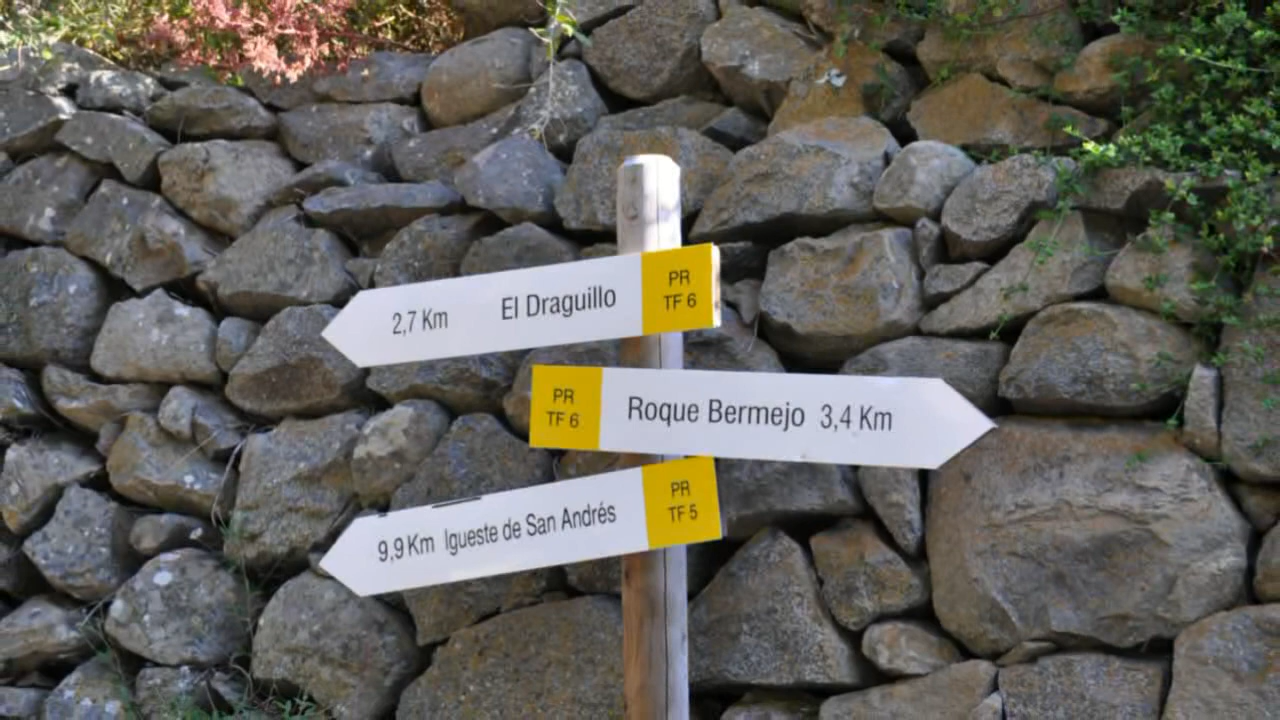 2,7 Km El Draguillo PR
TF 6
PR
TF 6 Roque Bermejo 3,4 Km
9,9 Km Igueste de San Andrés PR
TF 5